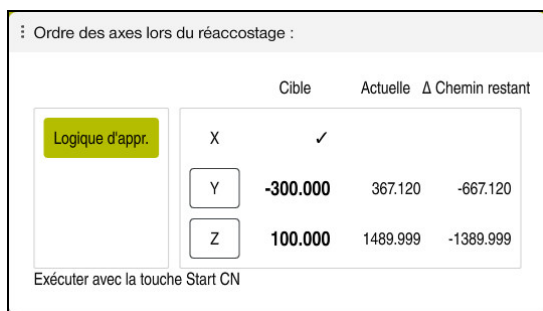 Ordre des axes lors du réaccostage :
Cible Actuelle Δ Chemin restant
Logique d'appr. X ✓
Y -300.000 367.120 -667.120
Z 100.000 1489.999 -1389.999
Exécuter avec la touche Start CN